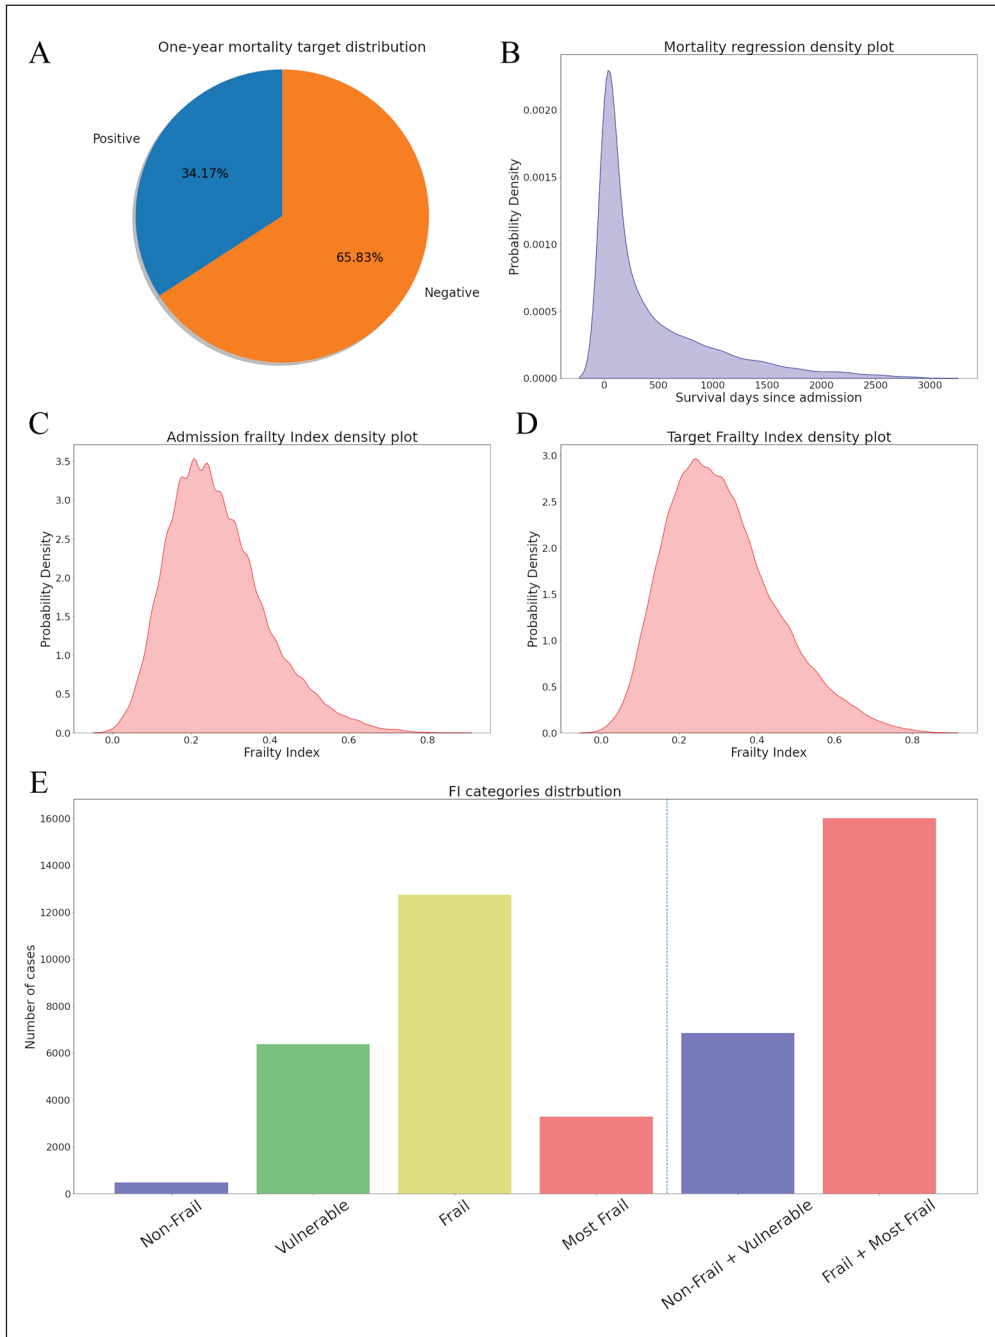 A
One-year mortality target distribution
Positive
34.17%
65.83%
Negative
B
Mortality regression density plot
Probability Density
0.0020
0.0015
0.0010
0.0005
0.0000
0 500 1000 1500 2000 2500 3000
Survival days since admission
C
Admission frailty Index density plot
Probability Density
3.5
3.0
2.5
2.0
1.5
1.0
0.5
0.0
0.0 0.2 0.4 0.6 0.8
Frailty Index
D
Target Frailty Index density plot
Probability Density
3.0
2.5
2.0
1.5
1.0
0.5
0.0
0.0 0.2 0.4 0.6 0.8
Frailty Index
E
FI categories distrbution
Number of cases
16000
14000
12000
10000
8000
6000
4000
2000
0
Non-Frail
Vulnerable
Frail
Most Frail
Non-Frail + Vulnerable
Frail + Most Frail